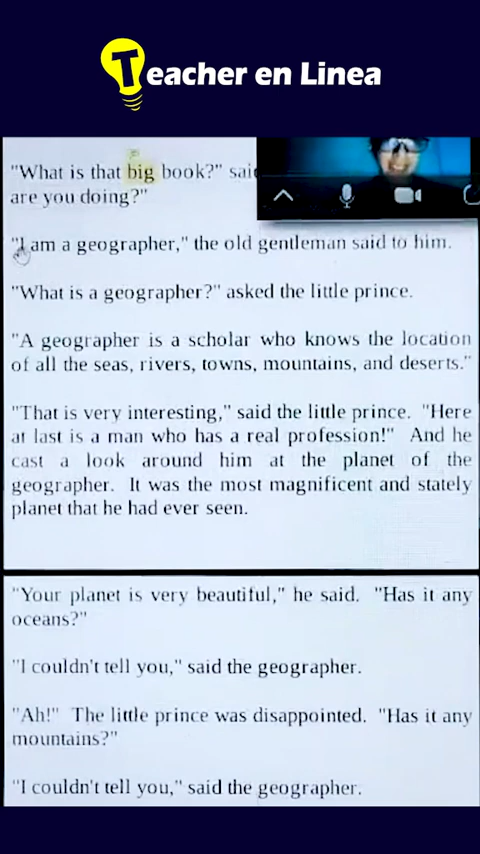 Teacher en Linea
"What is that big book?" said
are you doing?"
"I am a geographer," the old gentleman said to him.
"What is a geographer?" asked the little prince.
"A geographer is a scholar who knows the location
of all the seas, rivers, towns, mountains, and deserts."
"That is very interesting," said the little prince. "Here
at last is a man who has a real profession!" And he
cast a look around him at the planet of the
geographer. It was the most magnificent and stately
planet that he had ever seen.
"Your planet is very beautiful," he said. "Has it any
oceans?"
"I couldn't tell you," said the geographer.
"Ah!" The little prince was disappointed. "Has it any
mountains?"
"I couldn't tell you," said the geographer.